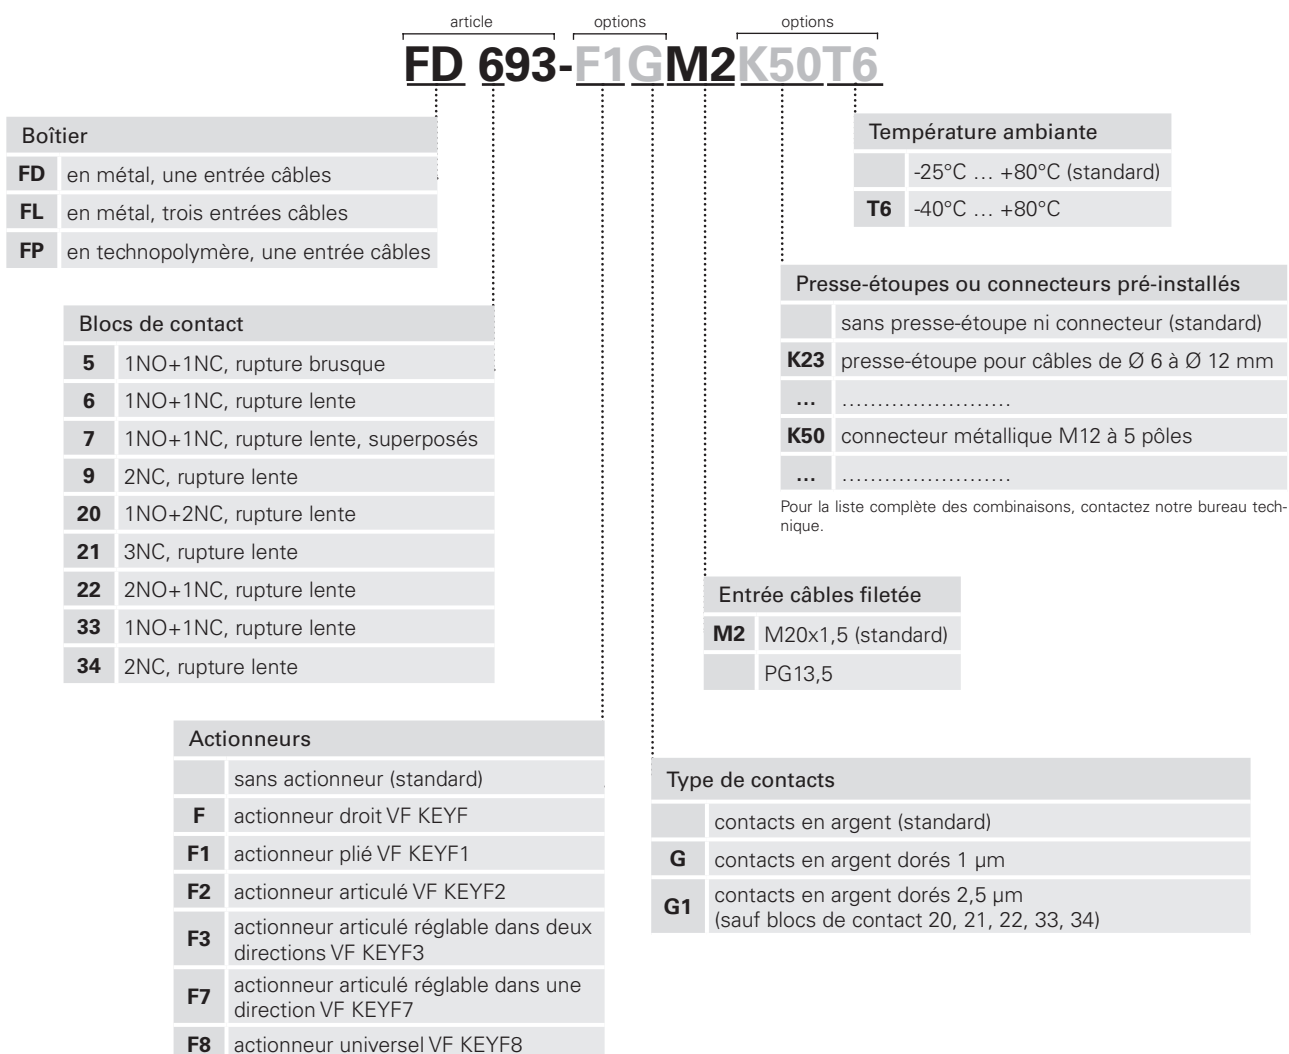 article options options
FD 693-F1GM2K50T6
Boîtier
FD en métal, une entrée câbles
FL en métal, trois entrées câbles
FP en technopolymère, une entrée câbles
Température ambiante
-25°C … +80°C (standard)
T6 -40°C … +80°C
Presse-étoupes ou connecteurs pré-installés
sans presse-étoupe ni connecteur (standard)
K23 presse-étoupe pour câbles de Ø 6 à Ø 12 mm
... ........................
K50 connecteur métallique M12 à 5 pôles
... ........................
Pour la liste complète des combinaisons, contactez notre bureau tech-
nique.
Blocs de contact
5 1NO+1NC, rupture brusque
6 1NO+1NC, rupture lente
7 1NO+1NC, rupture lente, superposés
9 2NC, rupture lente
20 1NO+2NC, rupture lente
21 3NC, rupture lente
22 2NO+1NC, rupture lente
33 1NO+1NC, rupture lente
34 2NC, rupture lente
Entrée câbles filetée
M2 M20x1,5 (standard)
PG13,5
Actionneurs
sans actionneur (standard)
F actionneur droit VF KEYF
F1 actionneur plié VF KEYF1
F2 actionneur articulé VF KEYF2
F3 actionneur articulé réglable dans deux
directions VF KEYF3
F7 actionneur articulé réglable dans une
direction VF KEYF7
F8 actionneur universel VF KEYF8
Type de contacts
contacts en argent (standard)
G contacts en argent dorés 1 µm
G1 contacts en argent dorés 2,5 µm
(sauf blocs de contact 20, 21, 22, 33, 34)